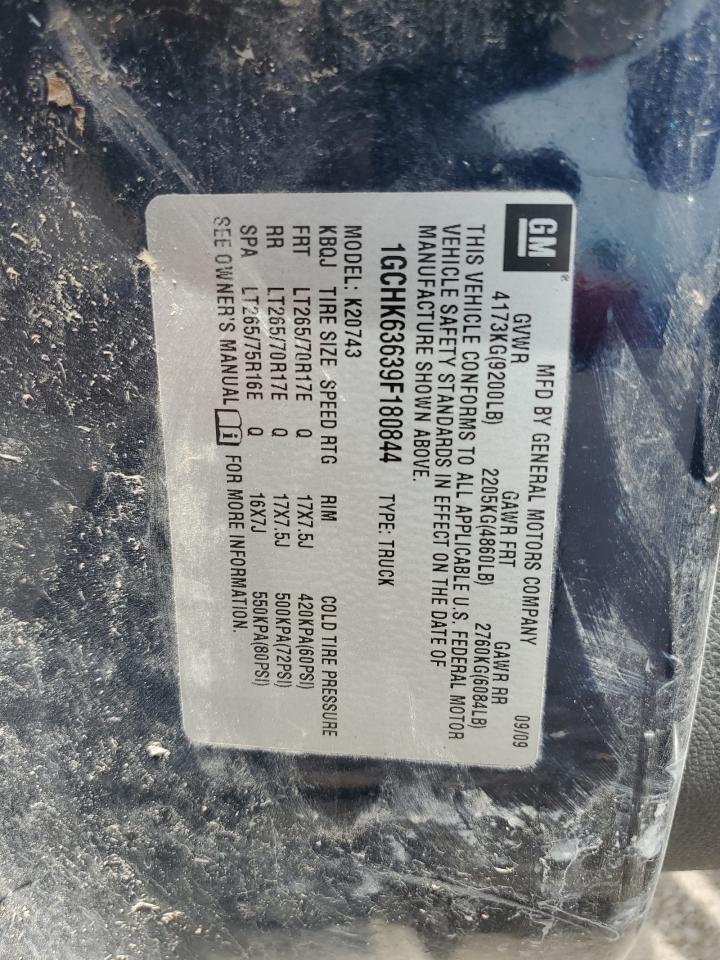 GM®
MFD BY GENERAL MOTORS COMPANY 09/09
GVWR GAWR FRT GAWR RR
4173KG(9200LB) 2205KG(4860LB) 2760KG(6084LB)
THIS VEHICLE CONFORMS TO ALL APPLICABLE U.S. FEDERAL MOTOR
VEHICLE SAFETY STANDARDS IN EFFECT ON THE DATE OF
MANUFACTURE SHOWN ABOVE.
1GCHK63639F180844 TYPE: TRUCK
MODEL: K20743
KBQJ TIRE SIZE SPEED RTG RIM COLD TIRE PRESSURE
FRT LT265/70R17E Q 17X7.5J 420KPA(60PSI)
RR LT265/70R17E Q 17X7.5J 500KPA(72PSI)
SPA LT265/75R16E Q 16X7J 550KPA(80PSI)
SEE OWNER'S MANUAL i FOR MORE INFORMATION.